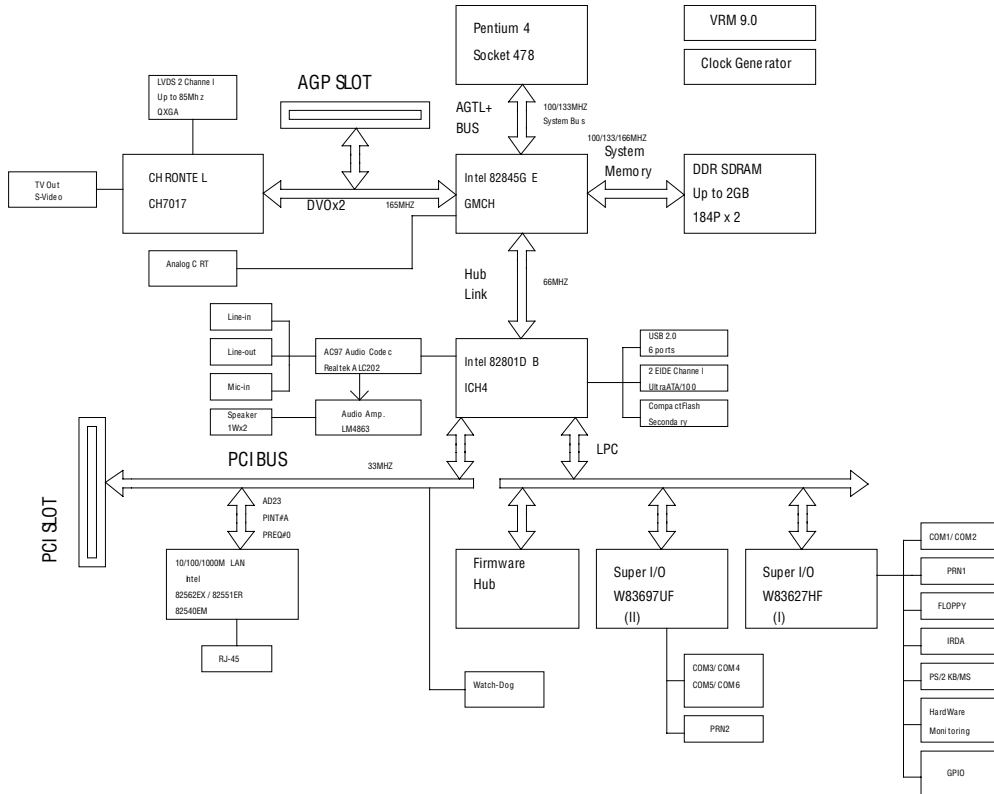 Pentium 4
Socket 478
VRM 9.0
Clock Generator
LVDS 2 Channel
Up to 85Mhz
QXGA
AGP SLOT
AGTL+
BUS
100/133MHZ
System Bus
100/133/166MHZ
System
Memory
TV Out
S-Video
CHRONTEL
CH7017
DVOx2
165MHZ
Intel 82845GE
GMCH
DDR SDRAM
Up to 2GB
184P x 2
Analog CRT
Hub
Link
66MHZ
Line-in
Line-out
Mic-in
Speaker
1Wx2
AC97 Audio Codec
Realtek ALC202
Audio Amp.
LM4863
Intel 82801DB
ICH4
USB 2.0
6 ports
2 EIDE Channel
UltraATA/100
CompactFlash
Secondary
PCI SLOT
PCI BUS
33MHZ
LPC
AD23
PINT#A
PREQ#0
10/100/1000M LAN
Intel
82562EX / 82551ER
82540EM
RJ-45
Watch-Dog
Firmware
Hub
Super I/O
W83697UF
(II)
Super I/O
W83627HF
(I)
COM3/COM4
COM5/COM6
PRN2
COM1/COM2
PRN1
FLOPPY
IRDA
PS/2 KB/MS
HardWare
Monitoring
GPIO